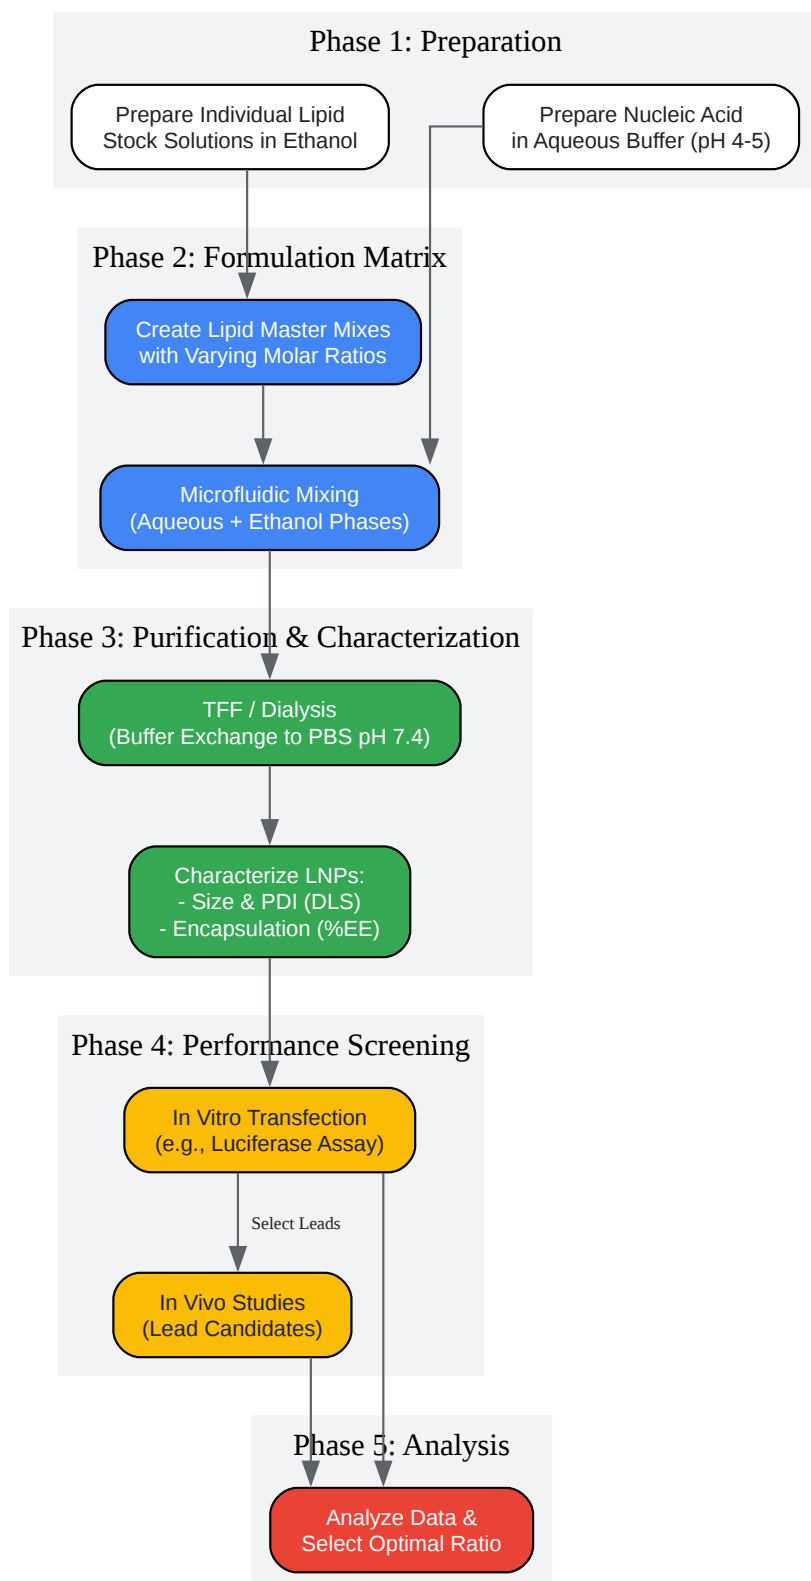 Phase 1: Preparation
Prepare Individual Lipid
Stock Solutions in Ethanol
Prepare Nucleic Acid
in Aqueous Buffer (pH 4-5)
Phase 2: Formulation Matrix
Create Lipid Master Mixes
with Varying Molar Ratios
Microfluidic Mixing
(Aqueous + Ethanol Phases)
Phase 3: Purification & Characterization
TFF / Dialysis
(Buffer Exchange to PBS pH 7.4)
Characterize LNPs:
- Size & PDI (DLS)
- Encapsulation (%EE)
Phase 4: Performance Screening
In Vitro Transfection
(e.g., Luciferase Assay)
Select Leads
In Vivo Studies
(Lead Candidates)
Phase 5: Analysis
Analyze Data &
Select Optimal Ratio